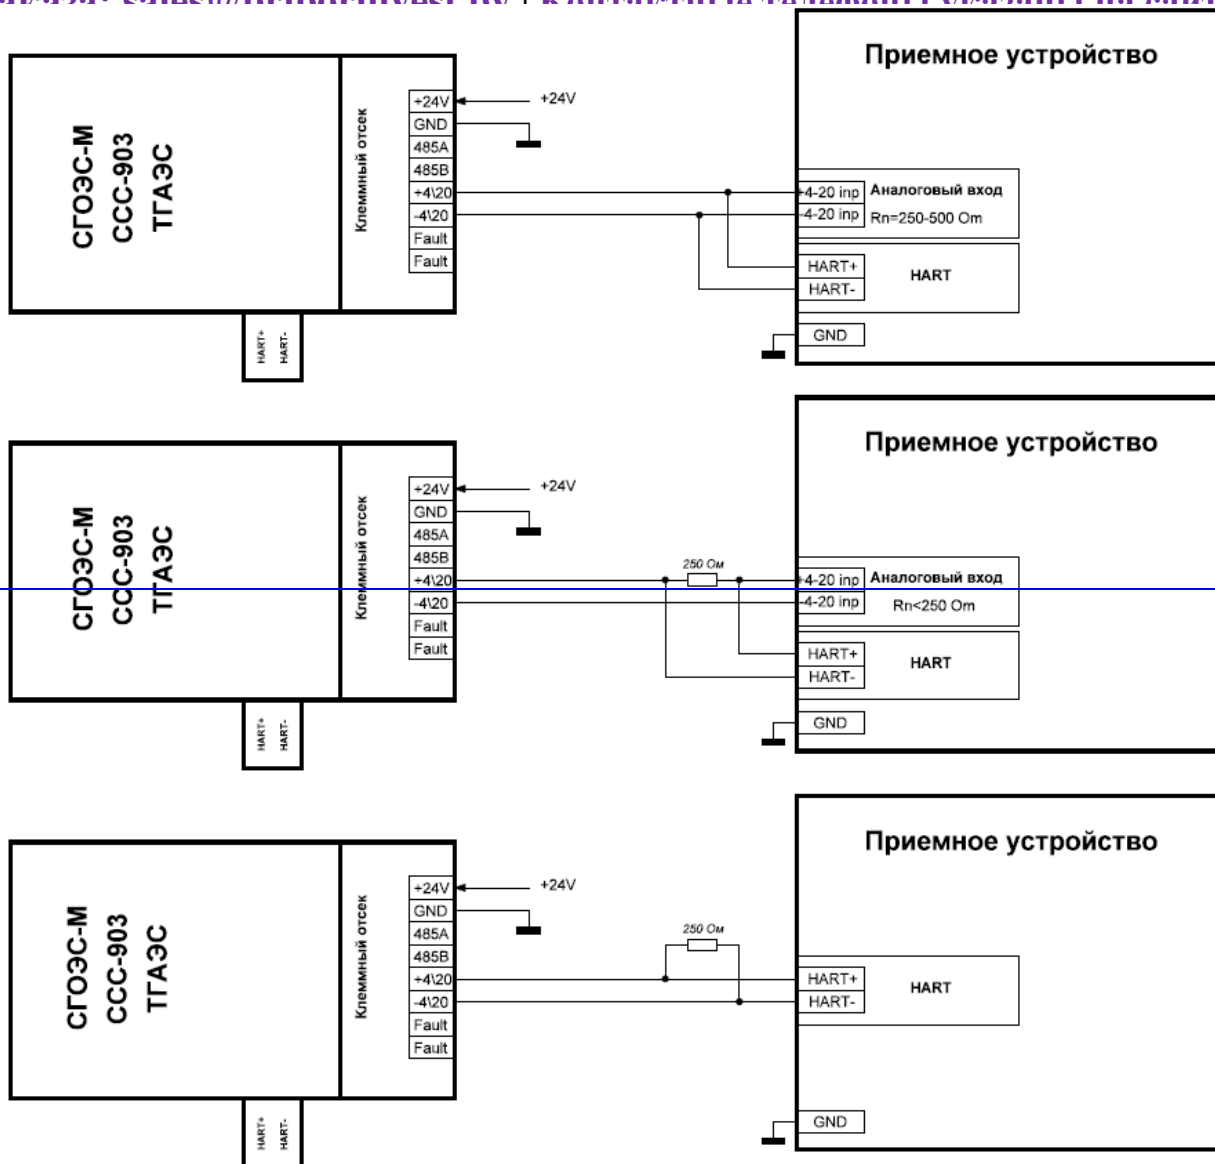 Приемное устройство
СГОЭС-М
ССС-903
ТГАЭС
Клеммный отсек
+24V
GND
485A
485B
+4\20
-4\20
Fault
Fault
+24V
+4-20 inp
-4-20 inp
Аналоговый вход
Rn=250-500 Om
HART+
HART-
HART
GND
HART+
HART-
Приемное устройство
СГОЭС-М
ССС-903
ТГАЭС
Клеммный отсек
+24V
GND
485A
485B
+4\20
-4\20
Fault
Fault
+24V
250 Ом
+4-20 inp
-4-20 inp
Аналоговый вход
Rn<250 Om
HART+
HART-
HART
GND
HART+
HART-
Приемное устройство
СГОЭС-М
ССС-903
ТГАЭС
Клеммный отсек
+24V
GND
485A
485B
+4\20
-4\20
Fault
Fault
+24V
250 Ом
HART+
HART-
HART
GND
HART+
HART-